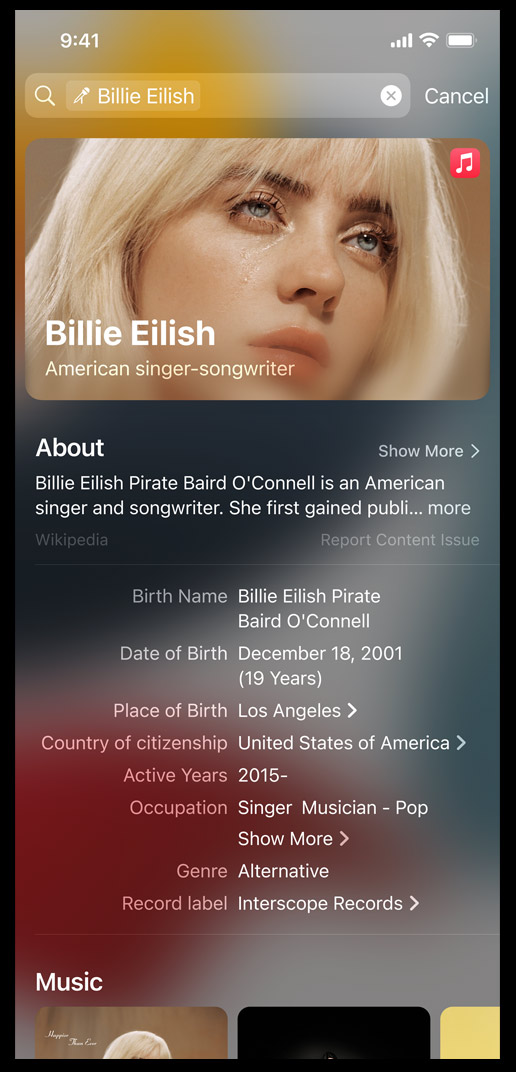 9:41
Billie Eilish
Cancel
Billie Eilish
American singer-songwriter
About
Show More
Billie Eilish Pirate Baird O'Connell is an American
singer and songwriter. She first gained publi... more
Wikipedia
Report Content Issue
Birth Name Billie Eilish Pirate
Baird O'Connell
Date of Birth December 18, 2001
(19 Years)
Place of Birth Los Angeles
Country of citizenship United States of America
Active Years 2015-
Occupation Singer Musician - Pop
Show More
Genre Alternative
Record label Interscope Records
Music
Happier
Than Ever